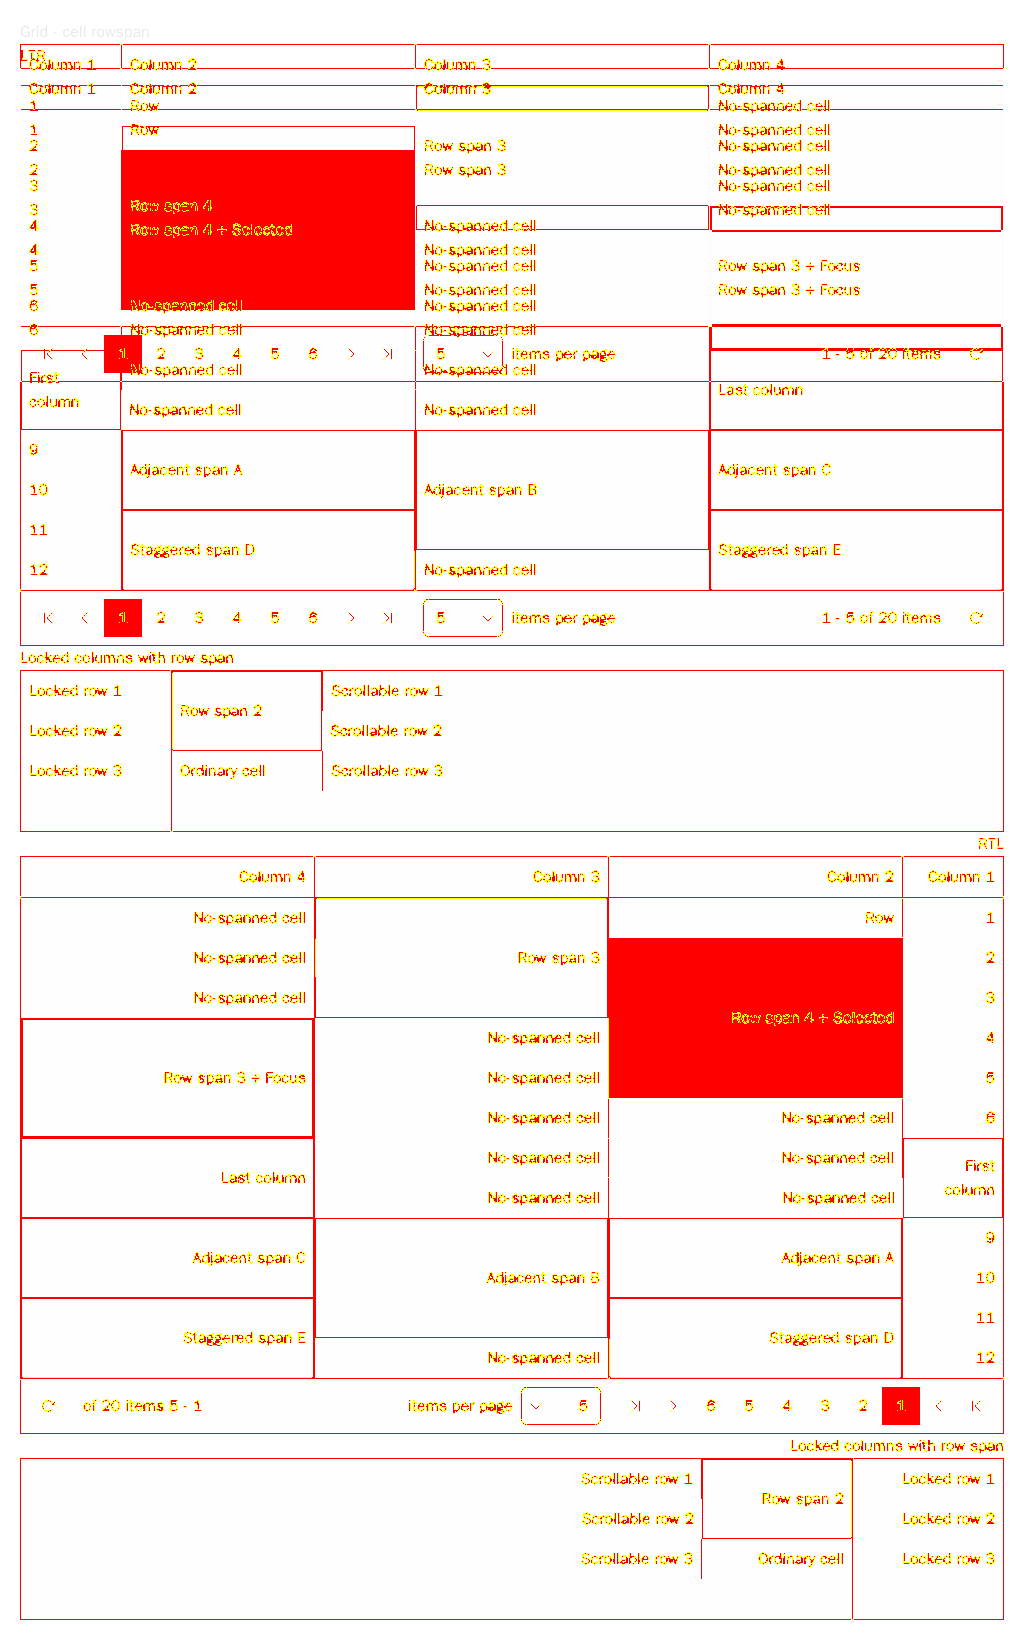 Grid - cell rowspan
LTR
Column 1 Column 2 Column 3 Column 4
Column 1 Column 2 Column 3 Column 4
1 Row No-spanned cell
1 Row No-spanned cell
2 Row span 3 No-spanned cell
2 Row span 3 No-spanned cell
3 No-spanned cell
3 Row span 4 No-spanned cell
4 Row span 4 + Selected No-spanned cell
4 No-spanned cell
5 No-spanned cell Row span 3 + Focus
5 No-spanned cell Row span 3 + Focus
6 No-spanned cell No-spanned cell
6 No-spanned cell No-spanned cell
1 2 3 4 5 6 5 items per page 1 - 5 of 20 items
No-spanned cell No-spanned cell
First
column
Last column
No-spanned cell No-spanned cell
9
Adjacent span A Adjacent span C
10 Adjacent span B
11
Staggered span D Staggered span E
12 No-spanned cell
1 2 3 4 5 6 5 items per page 1 - 5 of 20 items
Locked columns with row span
Locked row 1 Scrollable row 1
Row span 2
Locked row 2 Scrollable row 2
Locked row 3 Ordinary cell Scrollable row 3
RTL
Column 4 Column 3 Column 2 Column 1
No-spanned cell Row 1
No-spanned cell Row span 3 2
No-spanned cell 3
Row span 4 + Selected
No-spanned cell 4
Row span 3 + Focus No-spanned cell 5
No-spanned cell No-spanned cell 6
No-spanned cell No-spanned cell
First
Last column
column
No-spanned cell No-spanned cell
9
Adjacent span C Adjacent span A
Adjacent span B 10
11
Staggered span E Staggered span D
No-spanned cell 12
of 20 items 5 - 1 items per page 5 6 5 4 3 2 1
Locked columns with row span
Scrollable row 1 Locked row 1
Row span 2
Scrollable row 2 Locked row 2
Scrollable row 3 Ordinary cell Locked row 3